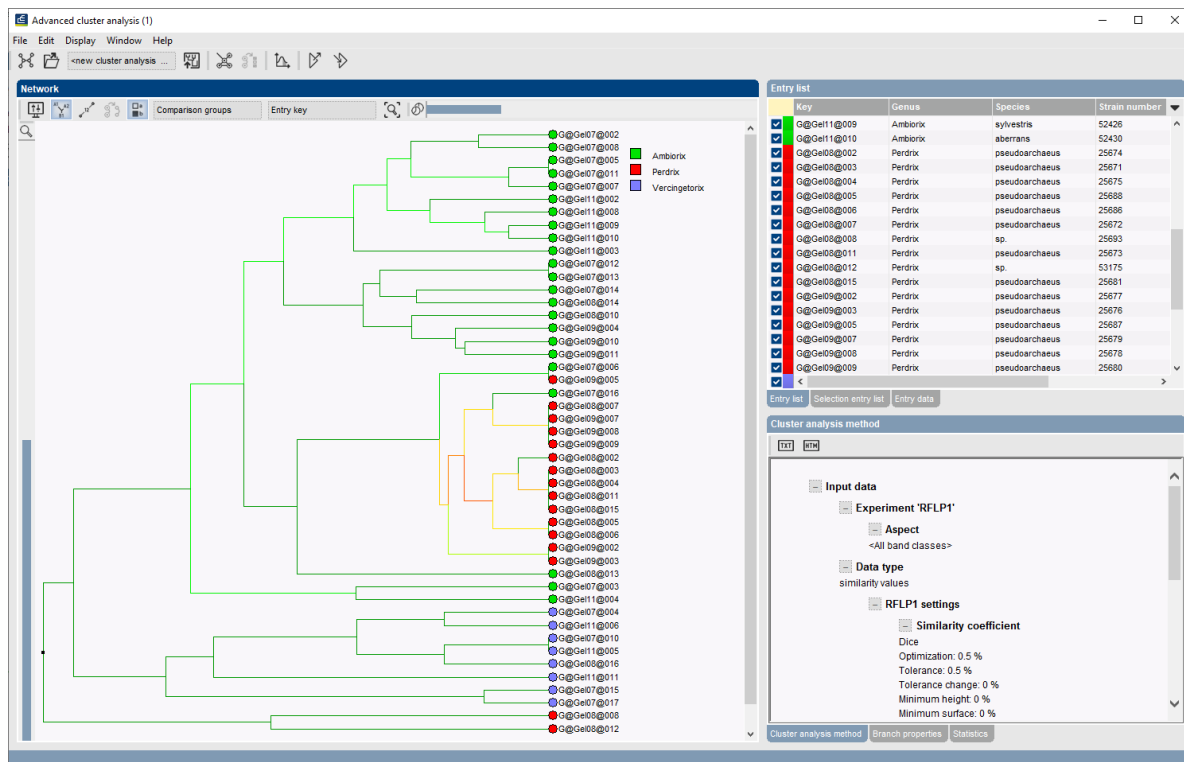 Advanced cluster analysis (1)
File Edit Display Window Help
<new cluster analysis ...
Network
Comparison groups
Entry key
G@Gel07@002
G@Gel07@008
G@Gel07@005
G@Gel07@011
G@Gel07@007
G@Gel11@002
G@Gel11@008
G@Gel11@009
G@Gel11@010
G@Gel11@003
G@Gel07@012
G@Gel07@013
G@Gel07@014
G@Gel08@014
G@Gel08@010
G@Gel09@004
G@Gel09@010
G@Gel09@011
G@Gel07@006
G@Gel09@005
G@Gel07@016
G@Gel08@007
G@Gel09@007
G@Gel09@008
G@Gel09@009
G@Gel08@002
G@Gel08@003
G@Gel08@004
G@Gel08@011
G@Gel08@015
G@Gel08@005
G@Gel08@006
G@Gel09@002
G@Gel09@003
G@Gel08@013
G@Gel07@003
G@Gel11@004
G@Gel07@004
G@Gel11@006
G@Gel07@010
G@Gel11@005
G@Gel08@016
G@Gel11@011
G@Gel07@015
G@Gel07@017
G@Gel08@008
G@Gel08@012
Ambiorix
Perdrix
Vercingetorix
Entry list
Key Genus Species Strain number
G@Gel11@009 Ambiorix sylvestris 52426
G@Gel11@010 Ambiorix aberrans 52430
G@Gel08@002 Perdrix pseudoarchaeus 25674
G@Gel08@003 Perdrix pseudoarchaeus 25671
G@Gel08@004 Perdrix pseudoarchaeus 25675
G@Gel08@005 Perdrix pseudoarchaeus 25688
G@Gel08@006 Perdrix pseudoarchaeus 25686
G@Gel08@007 Perdrix pseudoarchaeus 25672
G@Gel08@008 Perdrix sp. 25693
G@Gel08@011 Perdrix pseudoarchaeus 25673
G@Gel08@012 Perdrix sp. 53175
G@Gel08@015 Perdrix pseudoarchaeus 25681
G@Gel09@002 Perdrix pseudoarchaeus 25677
G@Gel09@003 Perdrix pseudoarchaeus 25676
G@Gel09@005 Perdrix pseudoarchaeus 25687
G@Gel09@007 Perdrix pseudoarchaeus 25679
G@Gel09@008 Perdrix pseudoarchaeus 25678
G@Gel09@009 Perdrix pseudoarchaeus 25680
Entry list Selection entry list Entry data
Cluster analysis method
TXT HTM
Input data
Experiment 'RFLP1'
Aspect
<All band classes>
Data type
similarity values
RFLP1 settings
Similarity coefficient
Dice
Optimization: 0.5 %
Tolerance: 0.5 %
Tolerance change: 0 %
Minimum height: 0 %
Minimum surface: 0 %
Cluster analysis method Branch properties Statistics